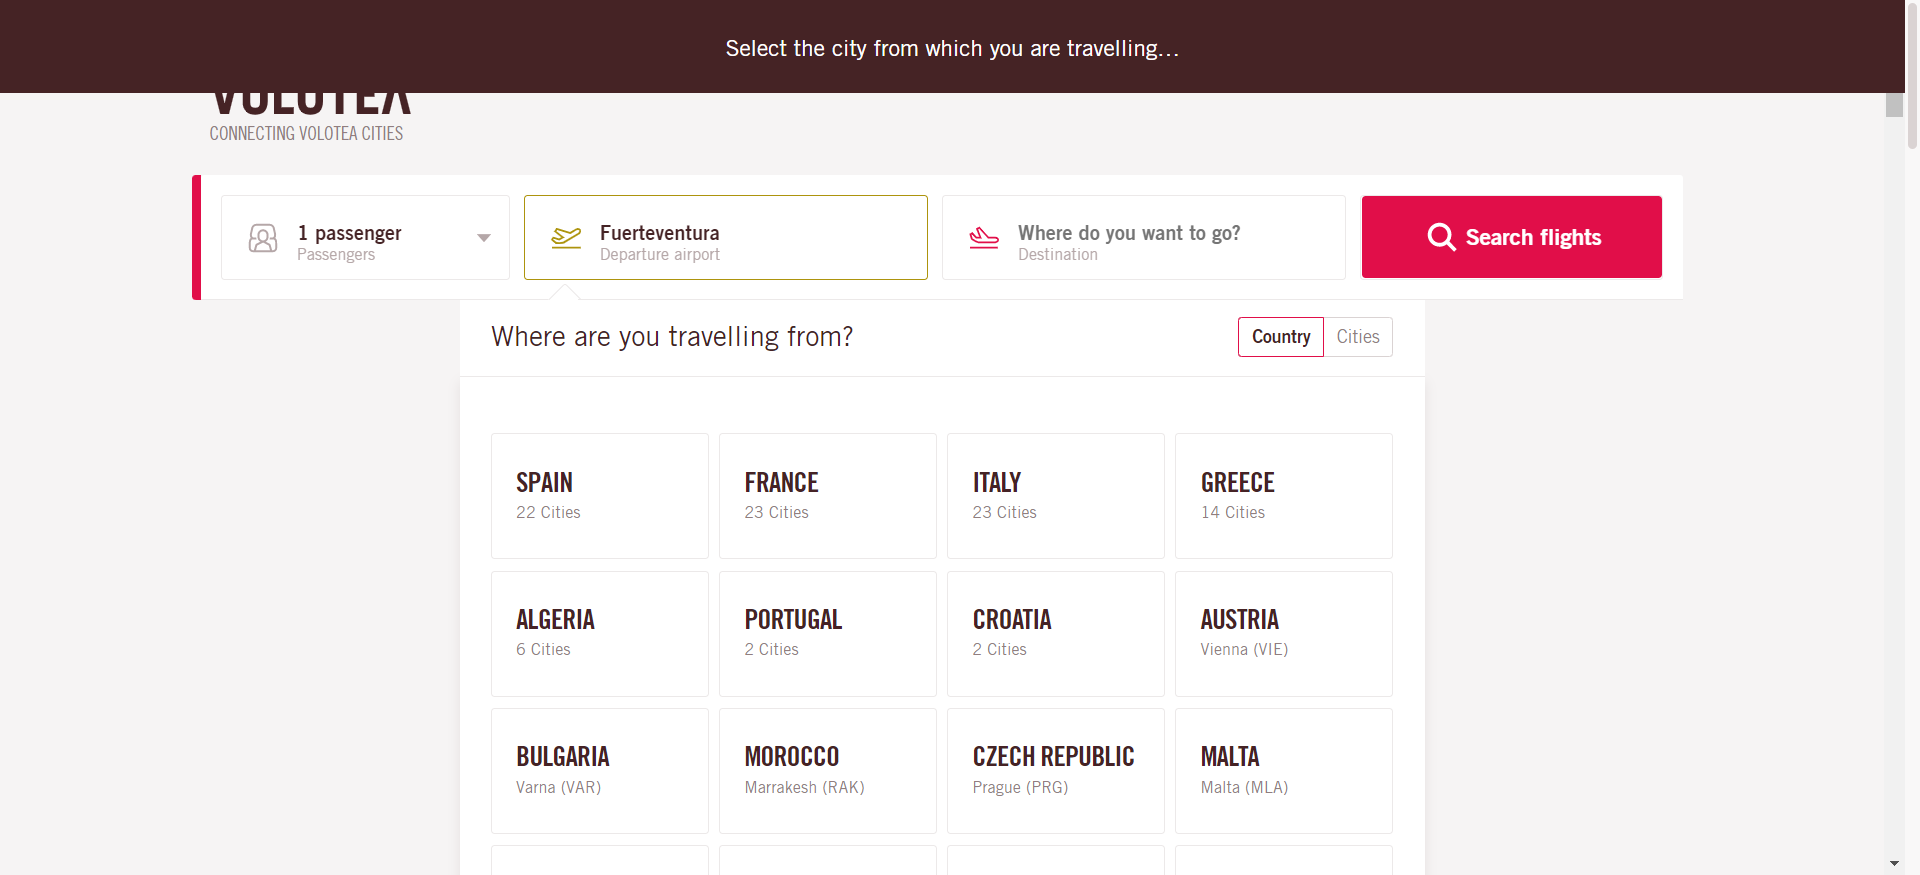 Select the city from which you are travelling...
VOLOTEA
CONNECTING VOLOTEA CITIES
1 passenger
Passengers
Fuerteventura
Departure airport
Where do you want to go?
Destination
Search flights
Where are you travelling from?
Country
Cities
SPAIN
22 Cities
FRANCE
23 Cities
ITALY
23 Cities
GREECE
14 Cities
ALGERIA
6 Cities
PORTUGAL
2 Cities
CROATIA
2 Cities
AUSTRIA
Vienna (VIE)
BULGARIA
Varna (VAR)
MOROCCO
Marrakesh (RAK)
CZECH REPUBLIC
Prague (PRG)
MALTA
Malta (MLA)